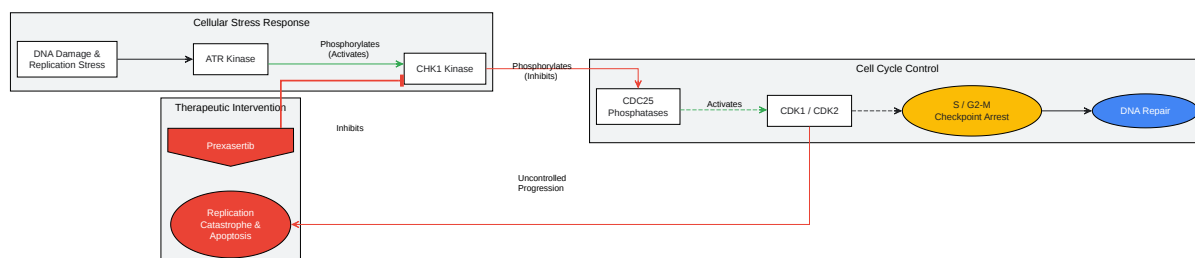 Cellular Stress Response
DNA Damage &
Replication Stress
ATR Kinase
Phosphorylates
(Activates)
CHK1 Kinase
Phosphorylates
(Inhibits)
Cell Cycle Control
CDC25
Phosphatases
Activates
CDK1 / CDK2
S / G2-M
Checkpoint Arrest
DNA Repair
Therapeutic Intervention
Prexasertib
Inhibits
Uncontrolled
Progression
Replication
Catastrophe &
Apoptosis